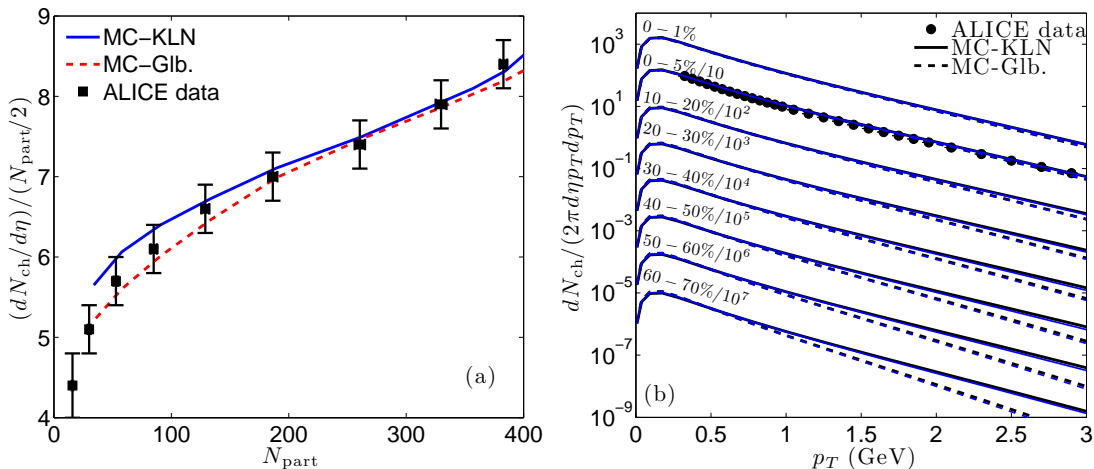 9
8
7
6
5
4
(dN_ch/dη)/(N_part/2)
MC−KLN
MC−Glb.
ALICE data
(a)
0 100 200 300 400
N_part
10^3
10^1
10^-1
10^-3
10^-5
10^-7
10^-9
dN_ch/(2πdηp_T dp_T)
0 − 1%
0 − 5%/10
10 − 20%/10^2
20 − 30%/10^3
30 − 40%/10^4
40 − 50%/10^5
50 − 60%/10^6
60 − 70%/10^7
ALICE data
MC−KLN
MC−Glb.
(b)
0 0.5 1 1.5 2 2.5 3
p_T (GeV)